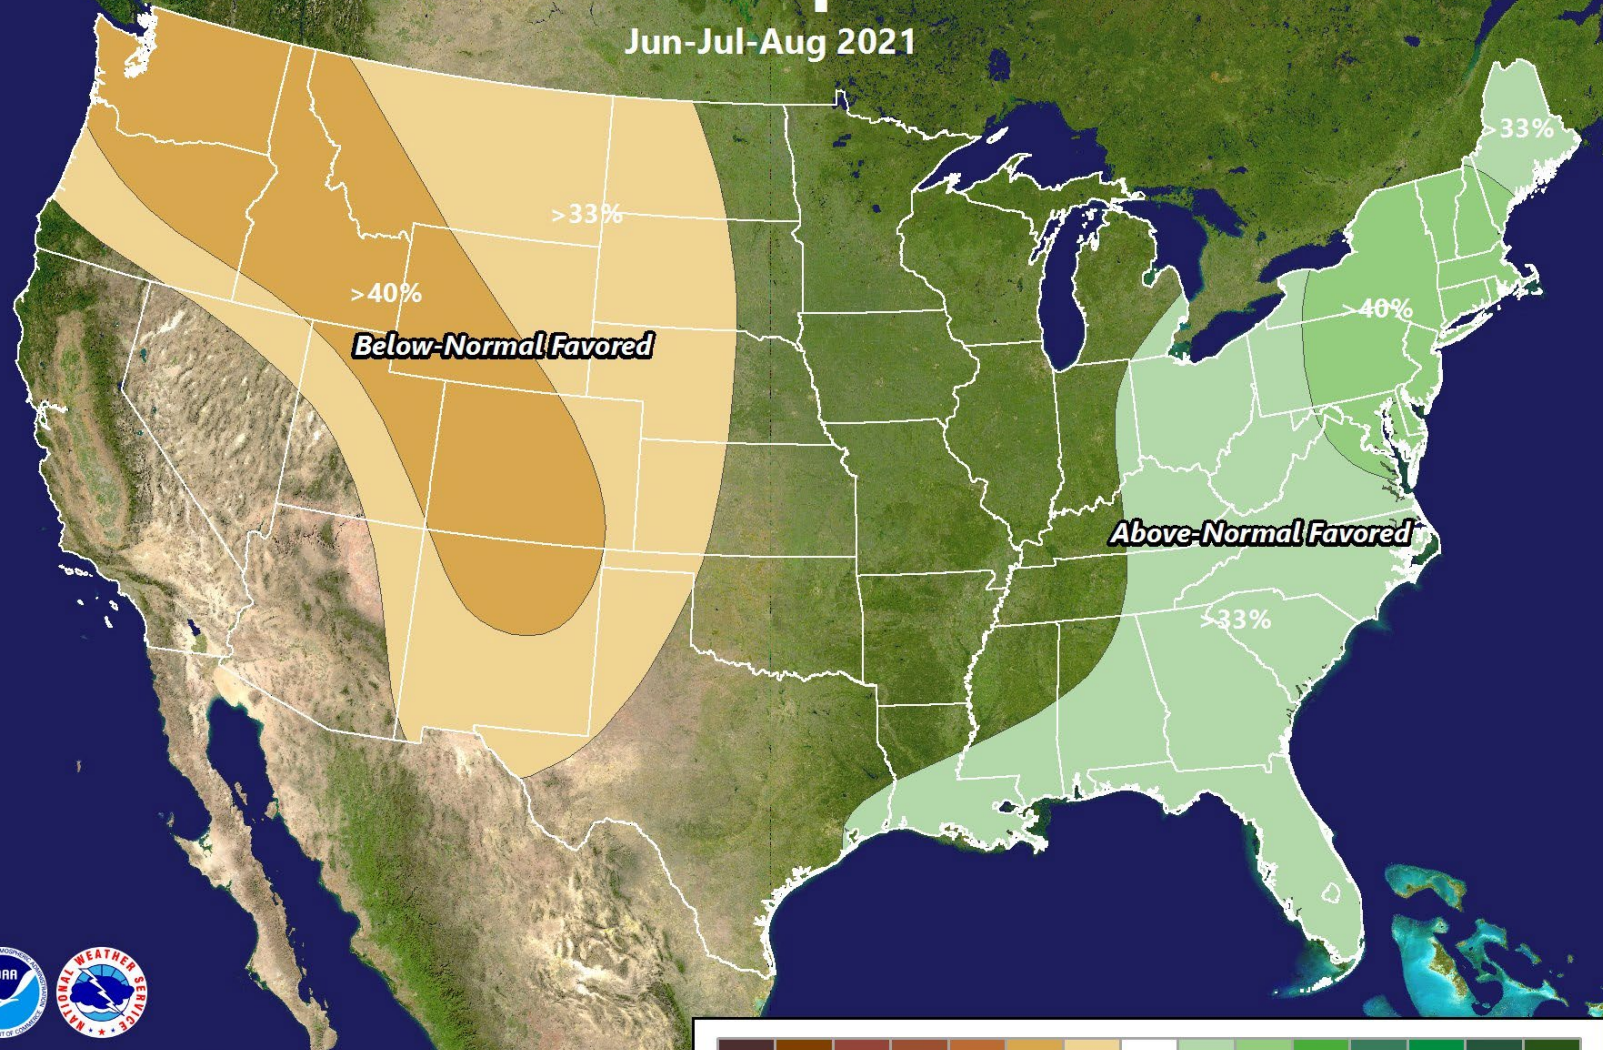 Jun-Jul-Aug 2021
>33%
>33%
>40%
>40%
Below-Normal Favored
Above-Normal Favored
>33%
NATIONAL WEATHER SERVICE